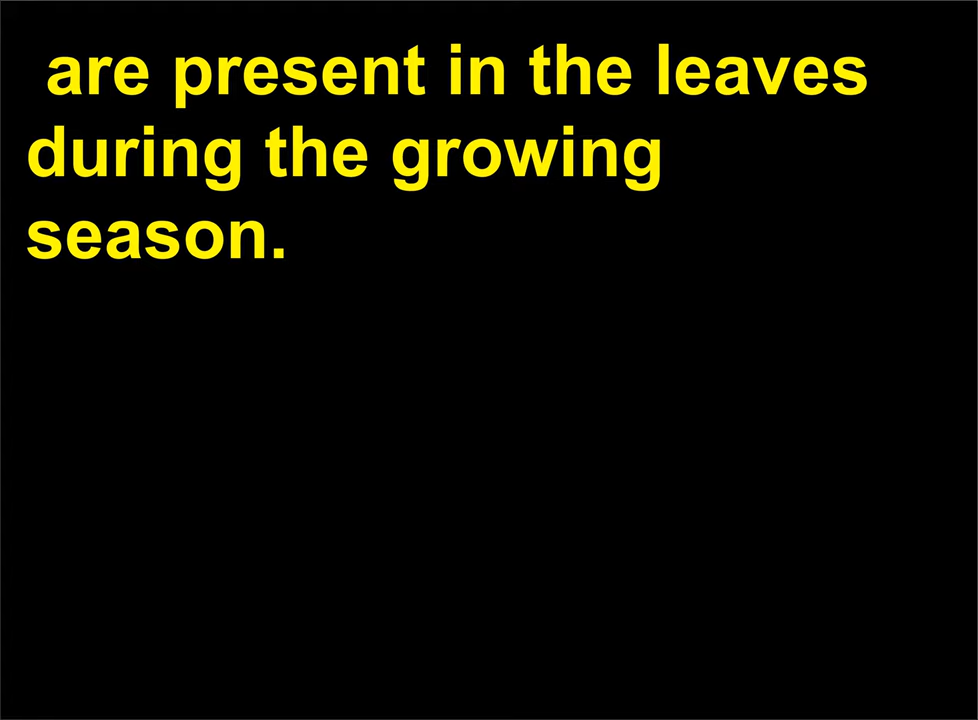 are present in the leaves
during the growing
season.